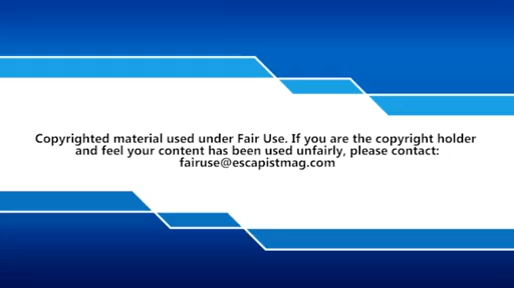 Copyrighted material used under Fair Use. If you are the copyright holder
and feel your content has been used unfairly, please contact:
fairuse@escapistmag.com